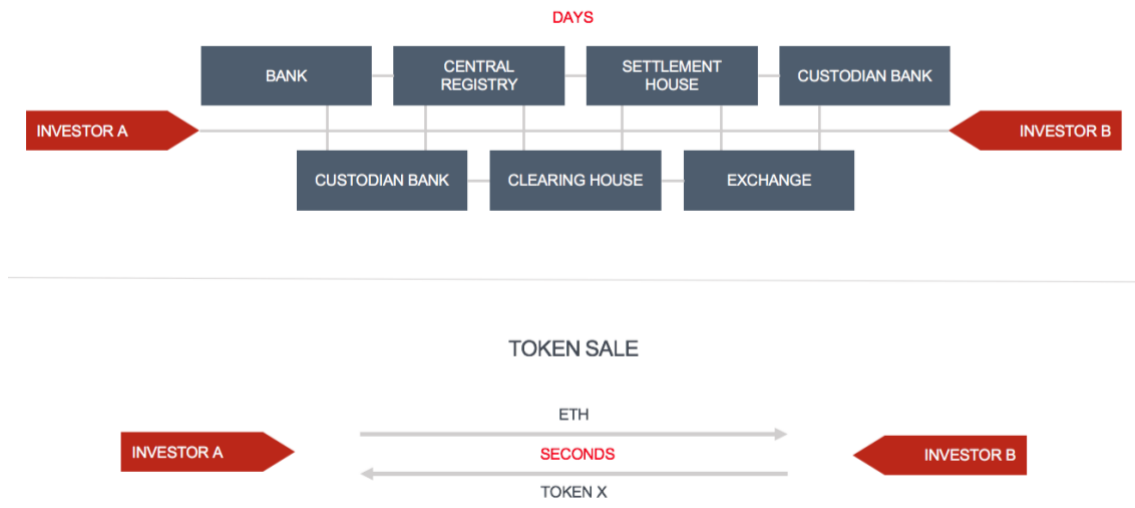 DAYS
BANK
CENTRAL
REGISTRY
SETTLEMENT
HOUSE
CUSTODIAN BANK
INVESTOR A
INVESTOR B
CUSTODIAN BANK
CLEARING HOUSE
EXCHANGE
TOKEN SALE
ETH
INVESTOR A
SECONDS
INVESTOR B
TOKEN X